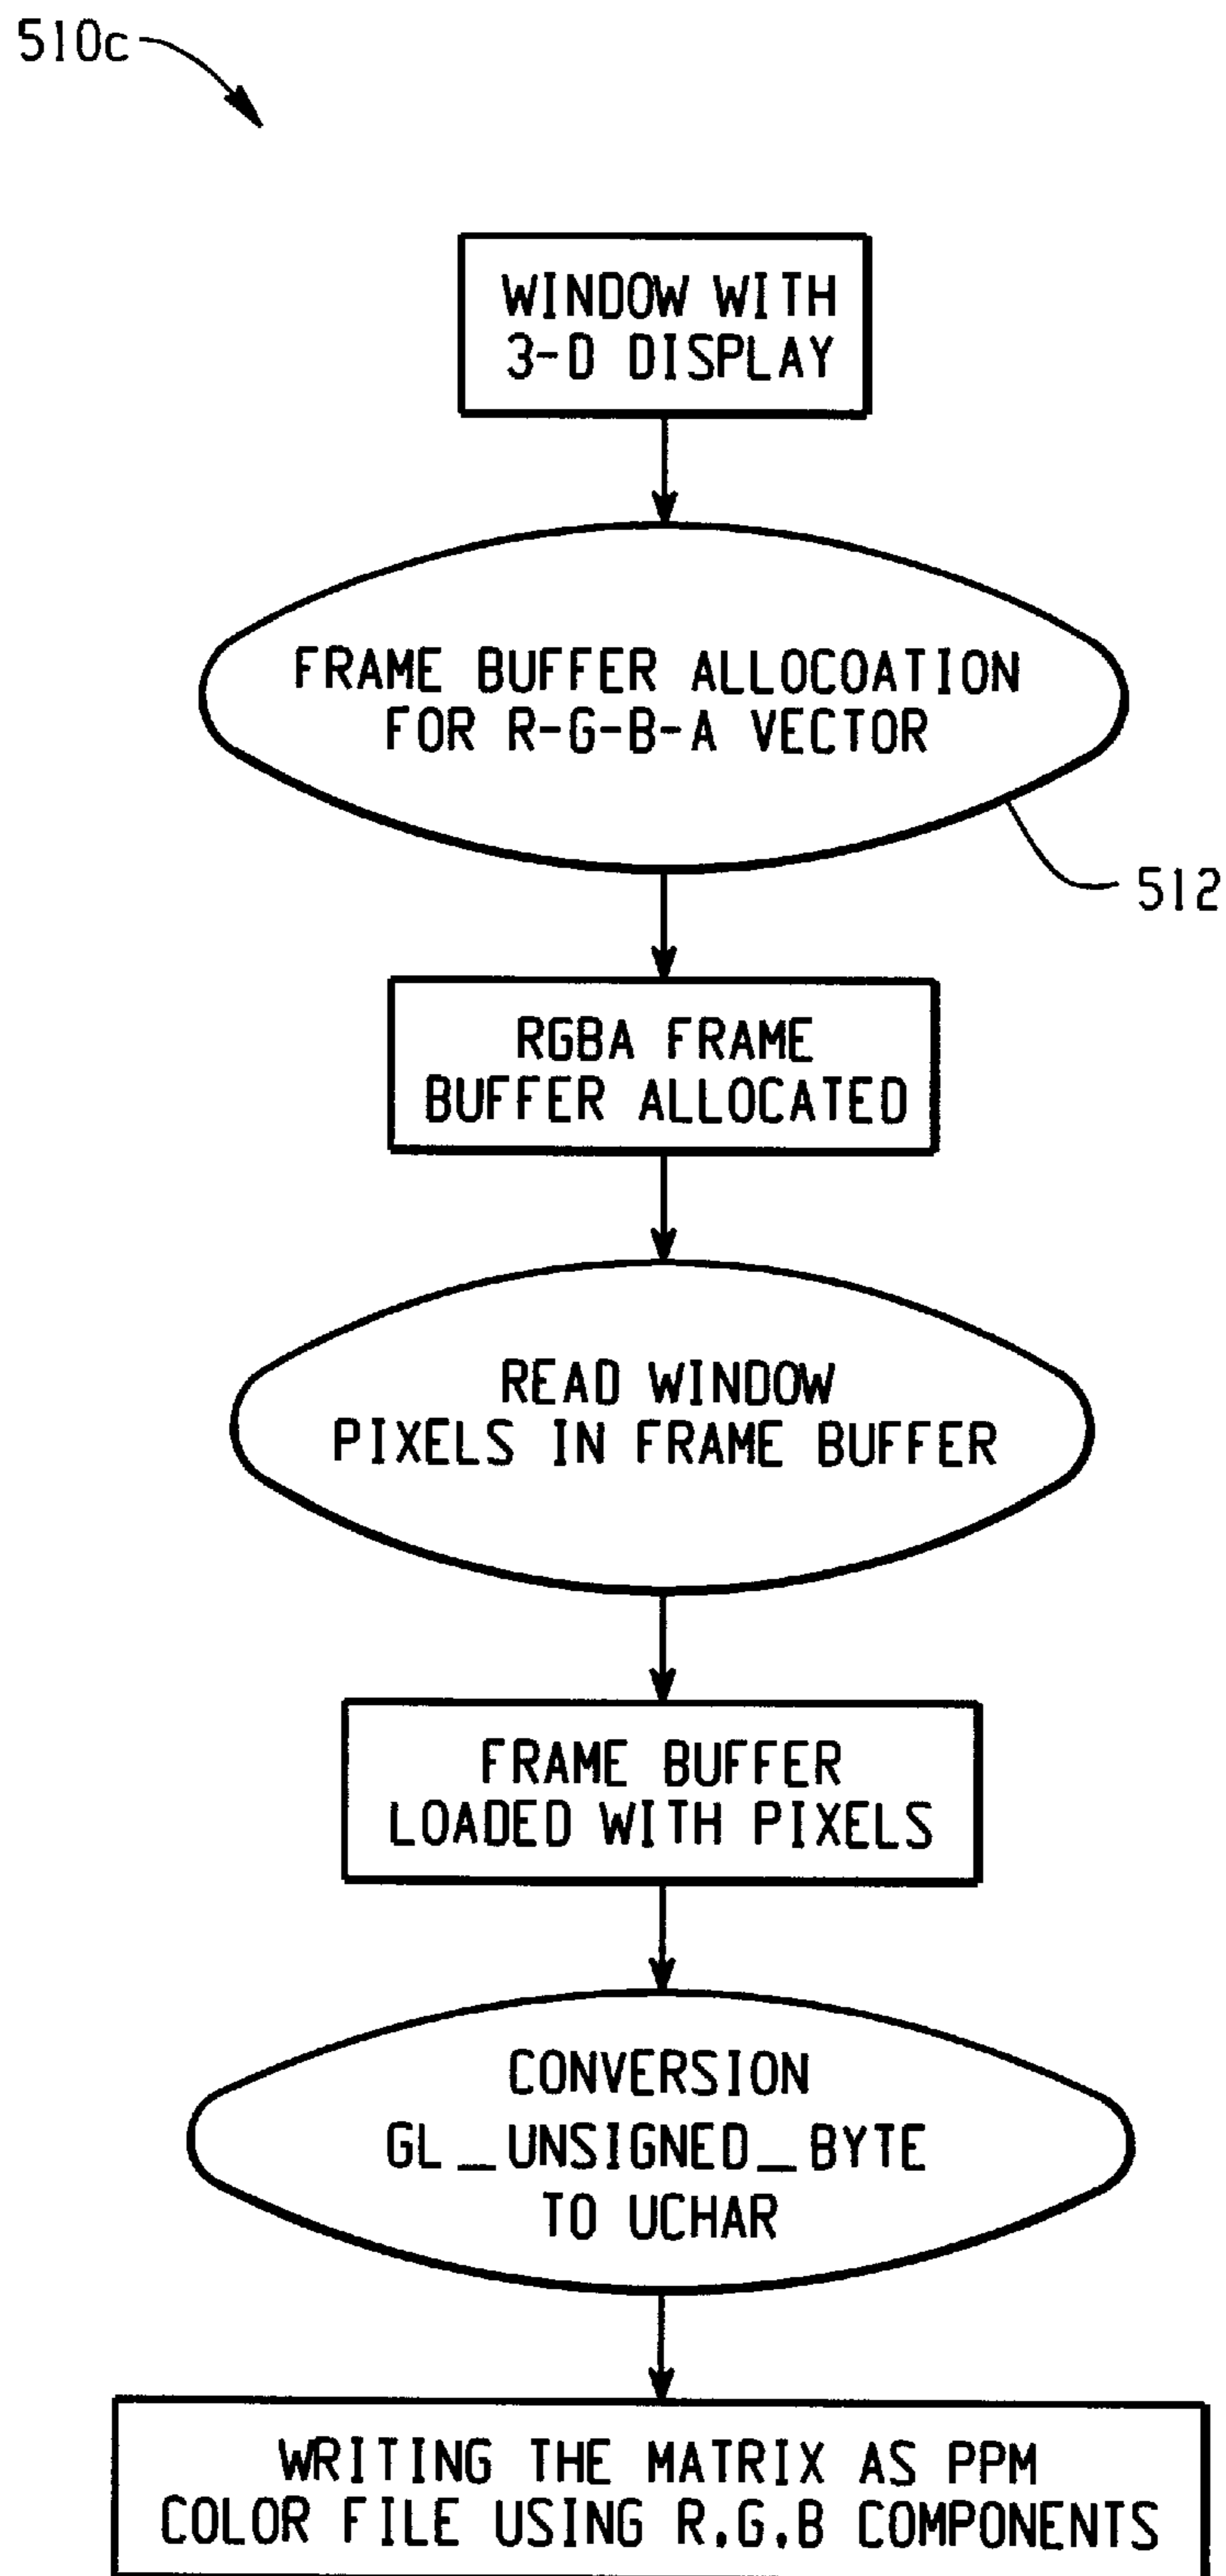 510c
WINDOW WITH
3-D DISPLAY
FRAME BUFFER ALLOCOATION
FOR R-G-B-A VECTOR
512
RGBA FRAME
BUFFER ALLOCATED
READ WINDOW
PIXELS IN FRAME BUFFER
FRAME BUFFER
LOADED WITH PIXELS
CONVERSION
GL_UNSIGNED_BYTE
TO UCHAR
WRITING THE MATRIX AS PPM
COLOR FILE USING R.G.B COMPONENTS